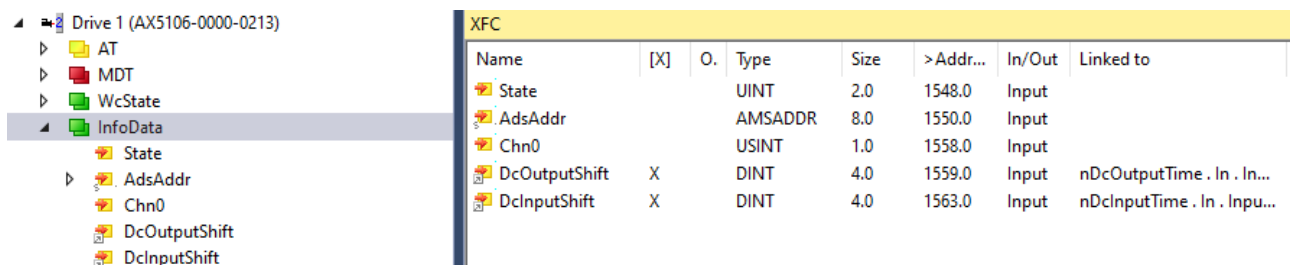 Drive 1 (AX5106-0000-0213)
AT
MDT
WcState
InfoData
State
AdsAddr
Chn0
DcOutputShift
DcInputShift
XFC
Name [X] O. Type Size >Addr... In/Out Linked to
State UINT 2.0 1548.0 Input
AdsAddr AMSADDR 8.0 1550.0 Input
Chn0 USINT 1.0 1558.0 Input
DcOutputShift X DINT 4.0 1559.0 Input nDcOutputTime . In . In...
DcInputShift X DINT 4.0 1563.0 Input nDcInputTime . In . Inpu...